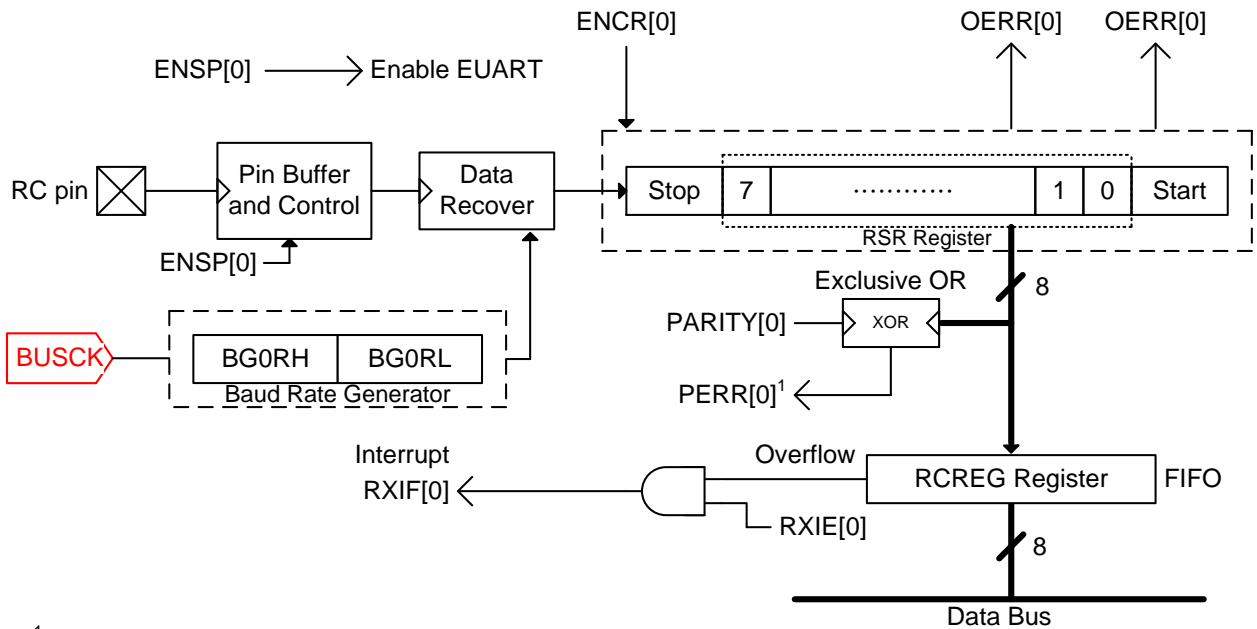 ENCR[0]
OERR[0]
OERR[0]
ENSP[0]
Enable EUART
RC pin
Pin Buffer
and Control
Data
Recover
Stop
7
............
1
0
Start
RSR Register
ENSP[0]
8
Exclusive OR
PARITY[0]
XOR
BUSCK
BG0RH
BG0RL
Baud Rate Generator
PERR[0]¹
Interrupt
RXIF[0]
Overflow
RCREG Register
FIFO
RXIE[0]
8
Data Bus
1